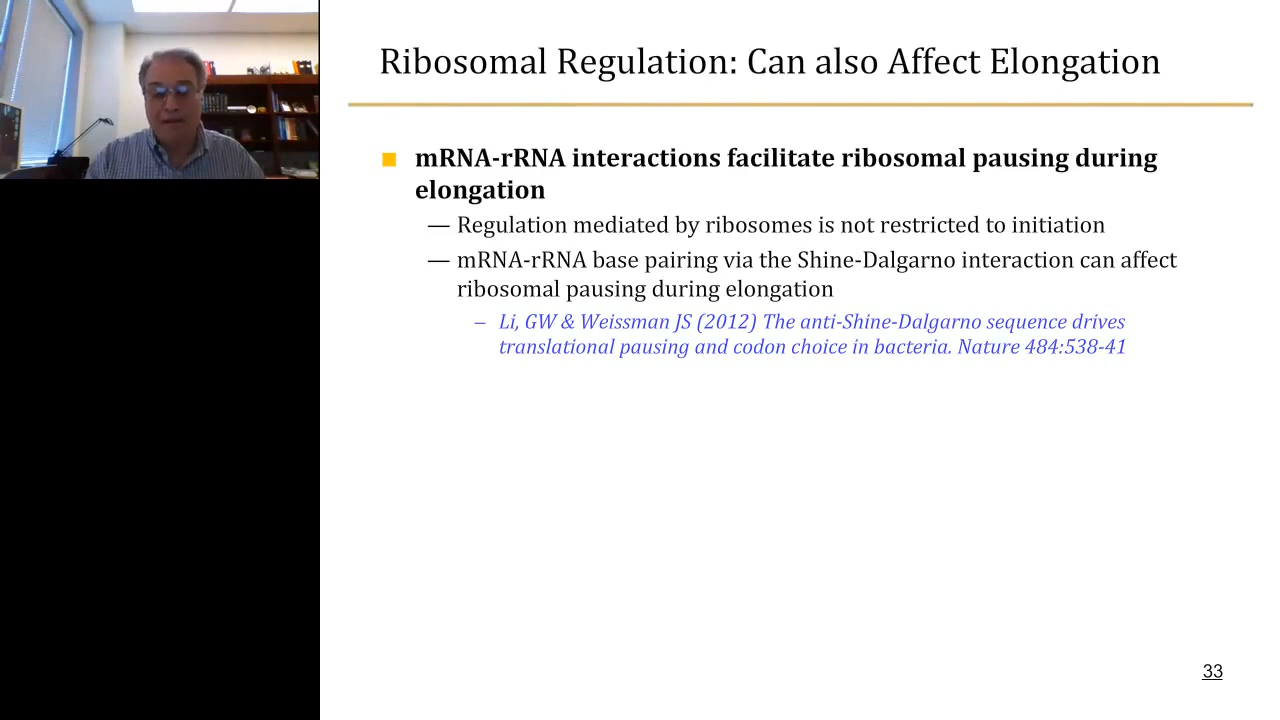 Ribosomal Regulation: Can also Affect Elongation
mRNA-rRNA interactions facilitate ribosomal pausing during
elongation
— Regulation mediated by ribosomes is not restricted to initiation
— mRNA-rRNA base pairing via the Shine-Dalgarno interaction can affect
ribosomal pausing during elongation
– Li, GW & Weissman JS (2012) The anti-Shine-Dalgarno sequence drives
translational pausing and codon choice in bacteria. Nature 484:538-41
33